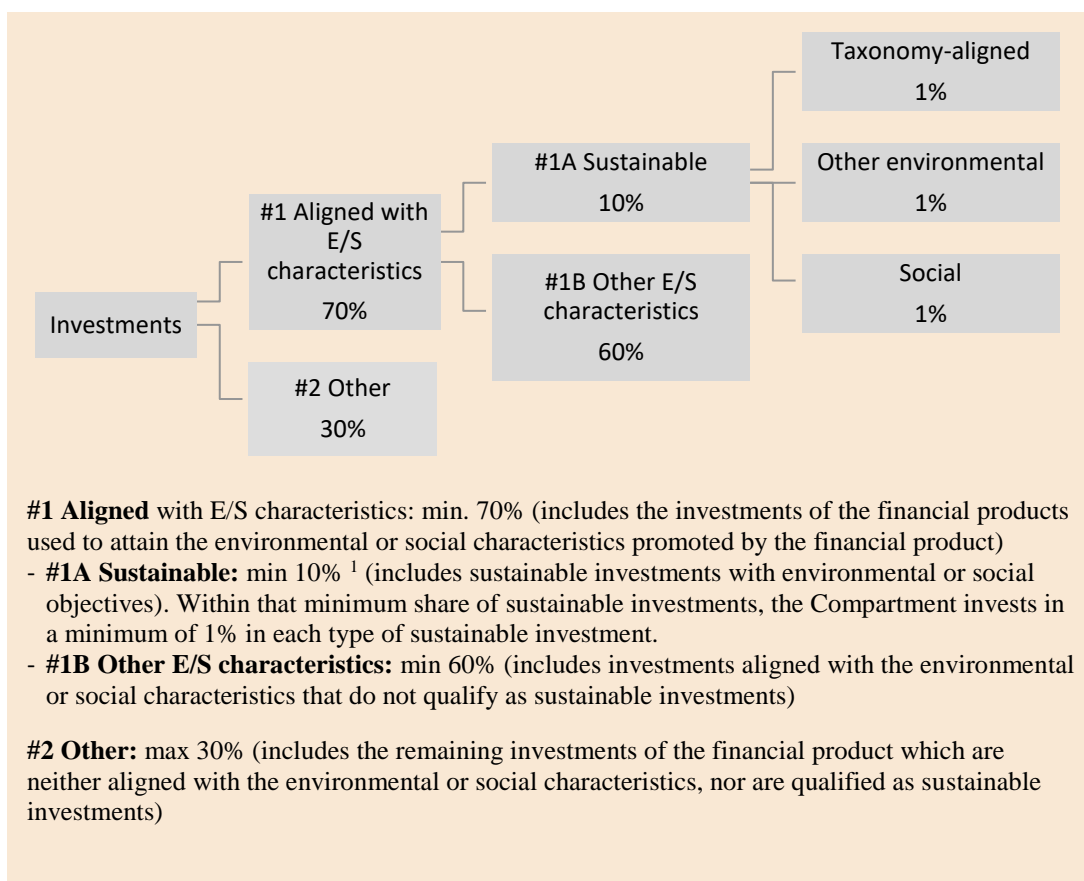 Investments
#1 Aligned with
E/S
characteristics
70%
#2 Other
30%
#1A Sustainable
10%
#1B Other E/S
characteristics
60%
Taxonomy-aligned
1%
Other environmental
1%
Social
1%
#1 Aligned with E/S characteristics: min. 70% (includes the investments of the financial products
used to attain the environmental or social characteristics promoted by the financial product)
- #1A Sustainable: min 10% 1 (includes sustainable investments with environmental or social
objectives). Within that minimum share of sustainable investments, the Compartment invests in
a minimum of 1% in each type of sustainable investment.
- #1B Other E/S characteristics: min 60% (includes investments aligned with the environmental
or social characteristics that do not qualify as sustainable investments)
#2 Other: max 30% (includes the remaining investments of the financial product which are
neither aligned with the environmental or social characteristics, nor are qualified as sustainable
investments)